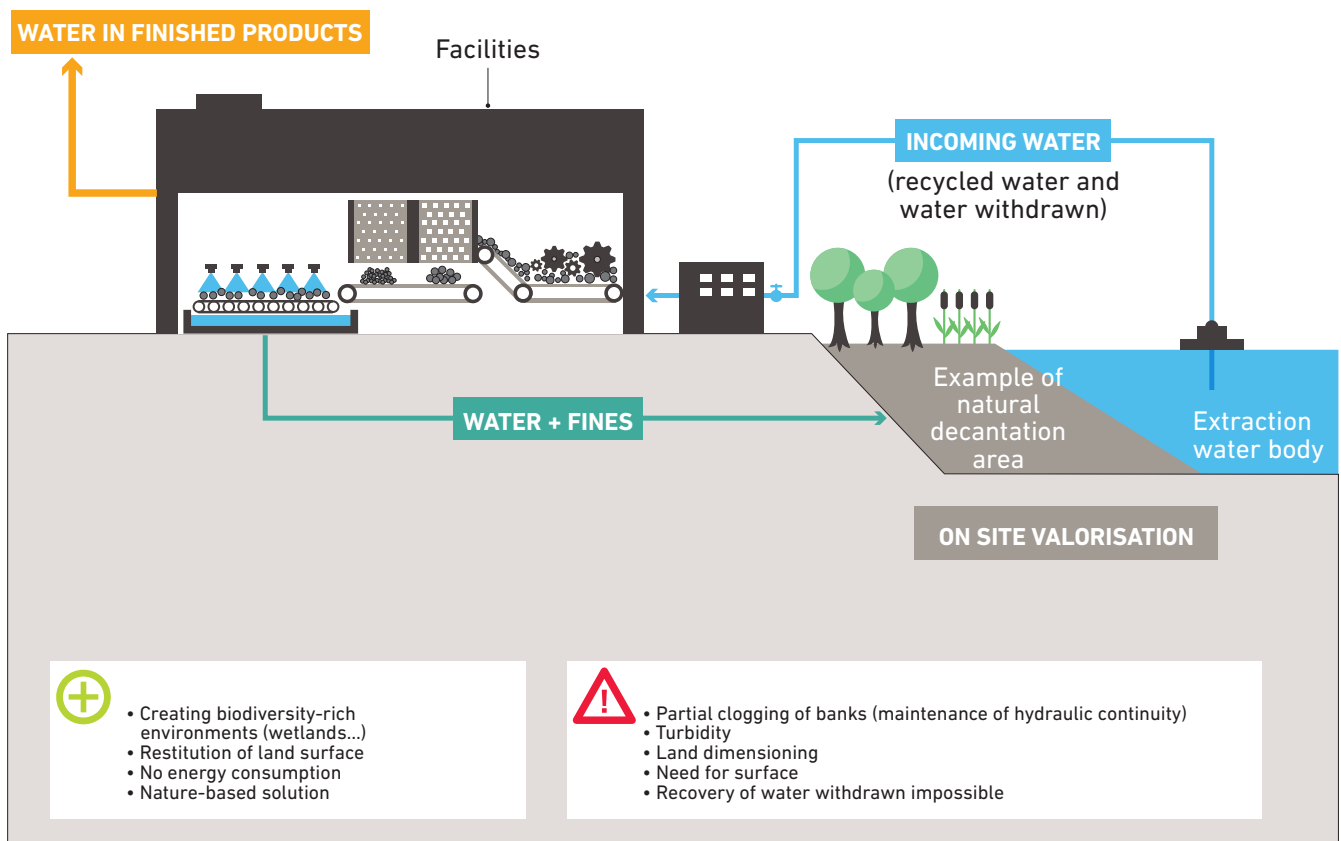 WATER IN FINISHED PRODUCTS
Facilities
INCOMING WATER
(recycled water and
water withdrawn)
WATER + FINES
Example of
natural
decantation
area
Extraction
water body
ON SITE VALORISATION
• Creating biodiversity-rich
environments (wetlands...)
• Restitution of land surface
• No energy consumption
• Nature-based solution
!
• Partial clogging of banks (maintenance of hydraulic continuity)
• Turbidity
• Land dimensioning
• Need for surface
• Recovery of water withdrawn impossible